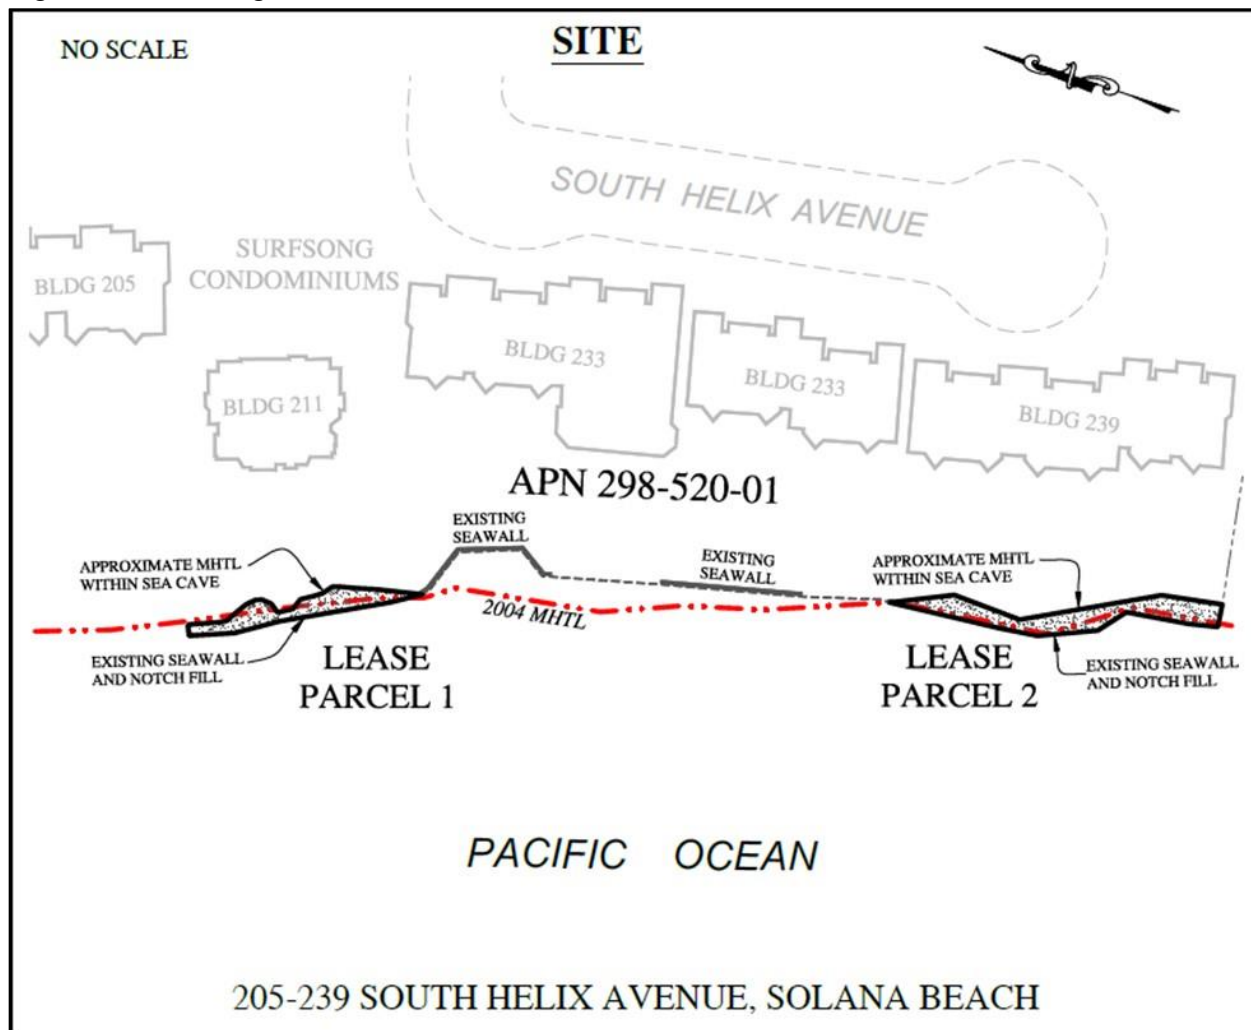 NO SCALE
SITE
SOUTH HELIX AVENUE
SURFSONG
CONDOMINIUMS
BLDG 205
BLDG 233
BLDG 211
BLDG 233
BLDG 239
APN 298-520-01
EXISTING
SEAWALL
EXISTING
SEAWALL
APPROXIMATE MHTL
WITHIN SEA CAVE
APPROXIMATE MHTL
WITHIN SEA CAVE
2004 MHTL
EXISTING SEAWALL
AND NOTCH FILL
LEASE
PARCEL 1
LEASE
PARCEL 2
EXISTING SEAWALL
AND NOTCH FILL
PACIFIC OCEAN
205-239 SOUTH HELIX AVENUE, SOLANA BEACH